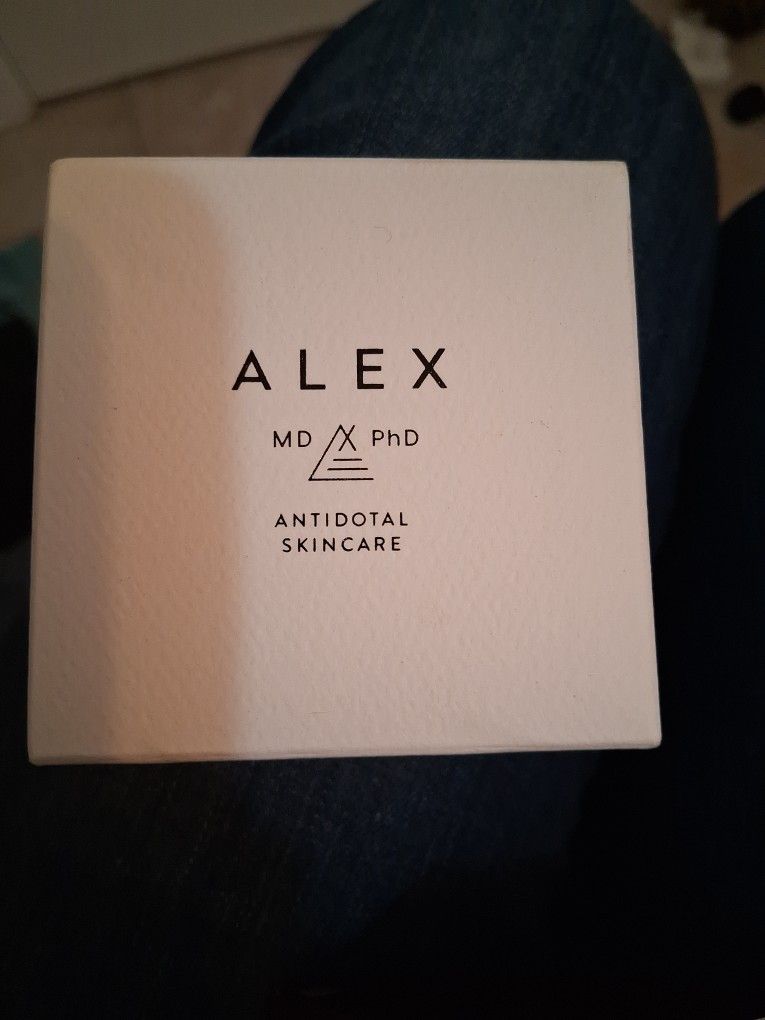 ALEX
MD PhD
ANTIDOTAL
SKINCARE